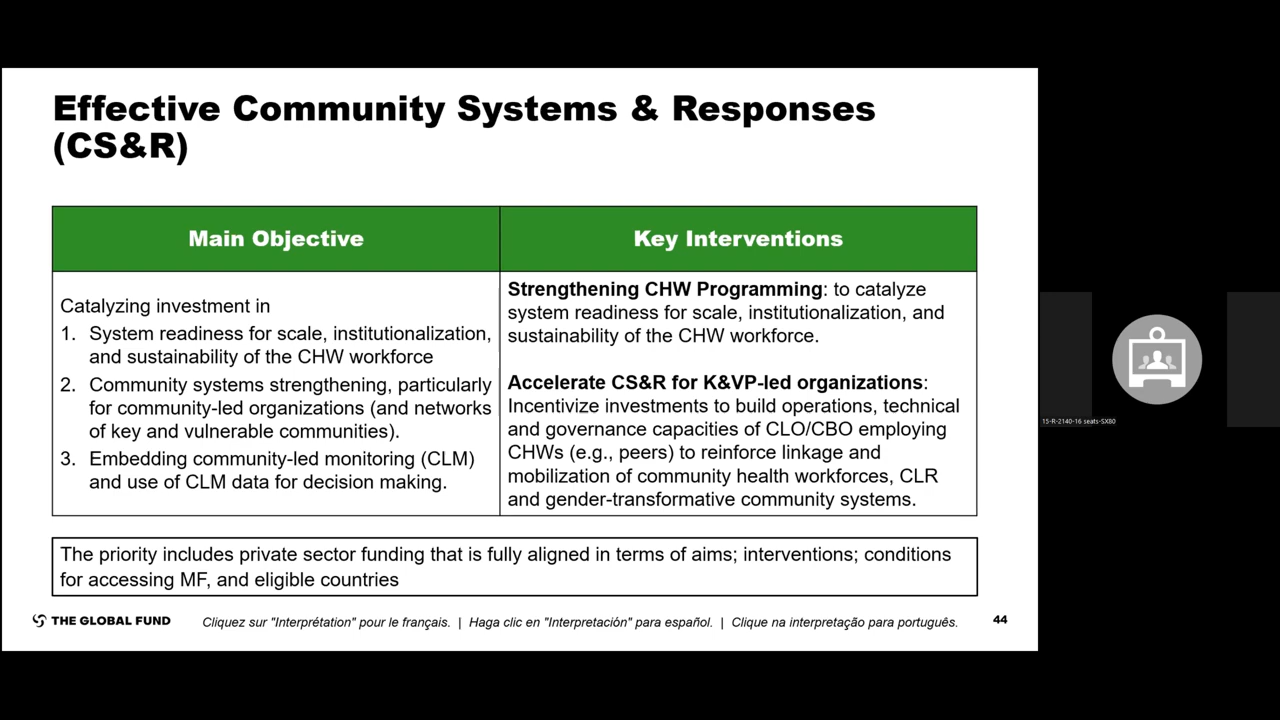 Effective Community Systems & Responses
(CS&R)
Main Objective
Key Interventions
Catalyzing investment in
1. System readiness for scale, institutionalization,
and sustainability of the CHW workforce
2. Community systems strengthening, particularly
for community-led organizations (and networks
of key and vulnerable communities).
3. Embedding community-led monitoring (CLM)
and use of CLM data for decision making.
Strengthening CHW Programming: to catalyze
system readiness for scale, institutionalization, and
sustainability of the CHW workforce.
Accelerate CS&R for K&VP-led organizations:
Incentivize investments to build operations, technical
and governance capacities of CLO/CBO employing
CHWs (e.g., peers) to reinforce linkage and
mobilization of community health workforces, CLR
and gender-transformative community systems.
The priority includes private sector funding that is fully aligned in terms of aims; interventions; conditions
for accessing MF, and eligible countries
THE GLOBAL FUND
Cliquez sur "Interprétation" pour le français. | Haga clic en "Interpretación" para español. | Clique na interpretação para português.
44
15-R-2140-16 seats-SX80